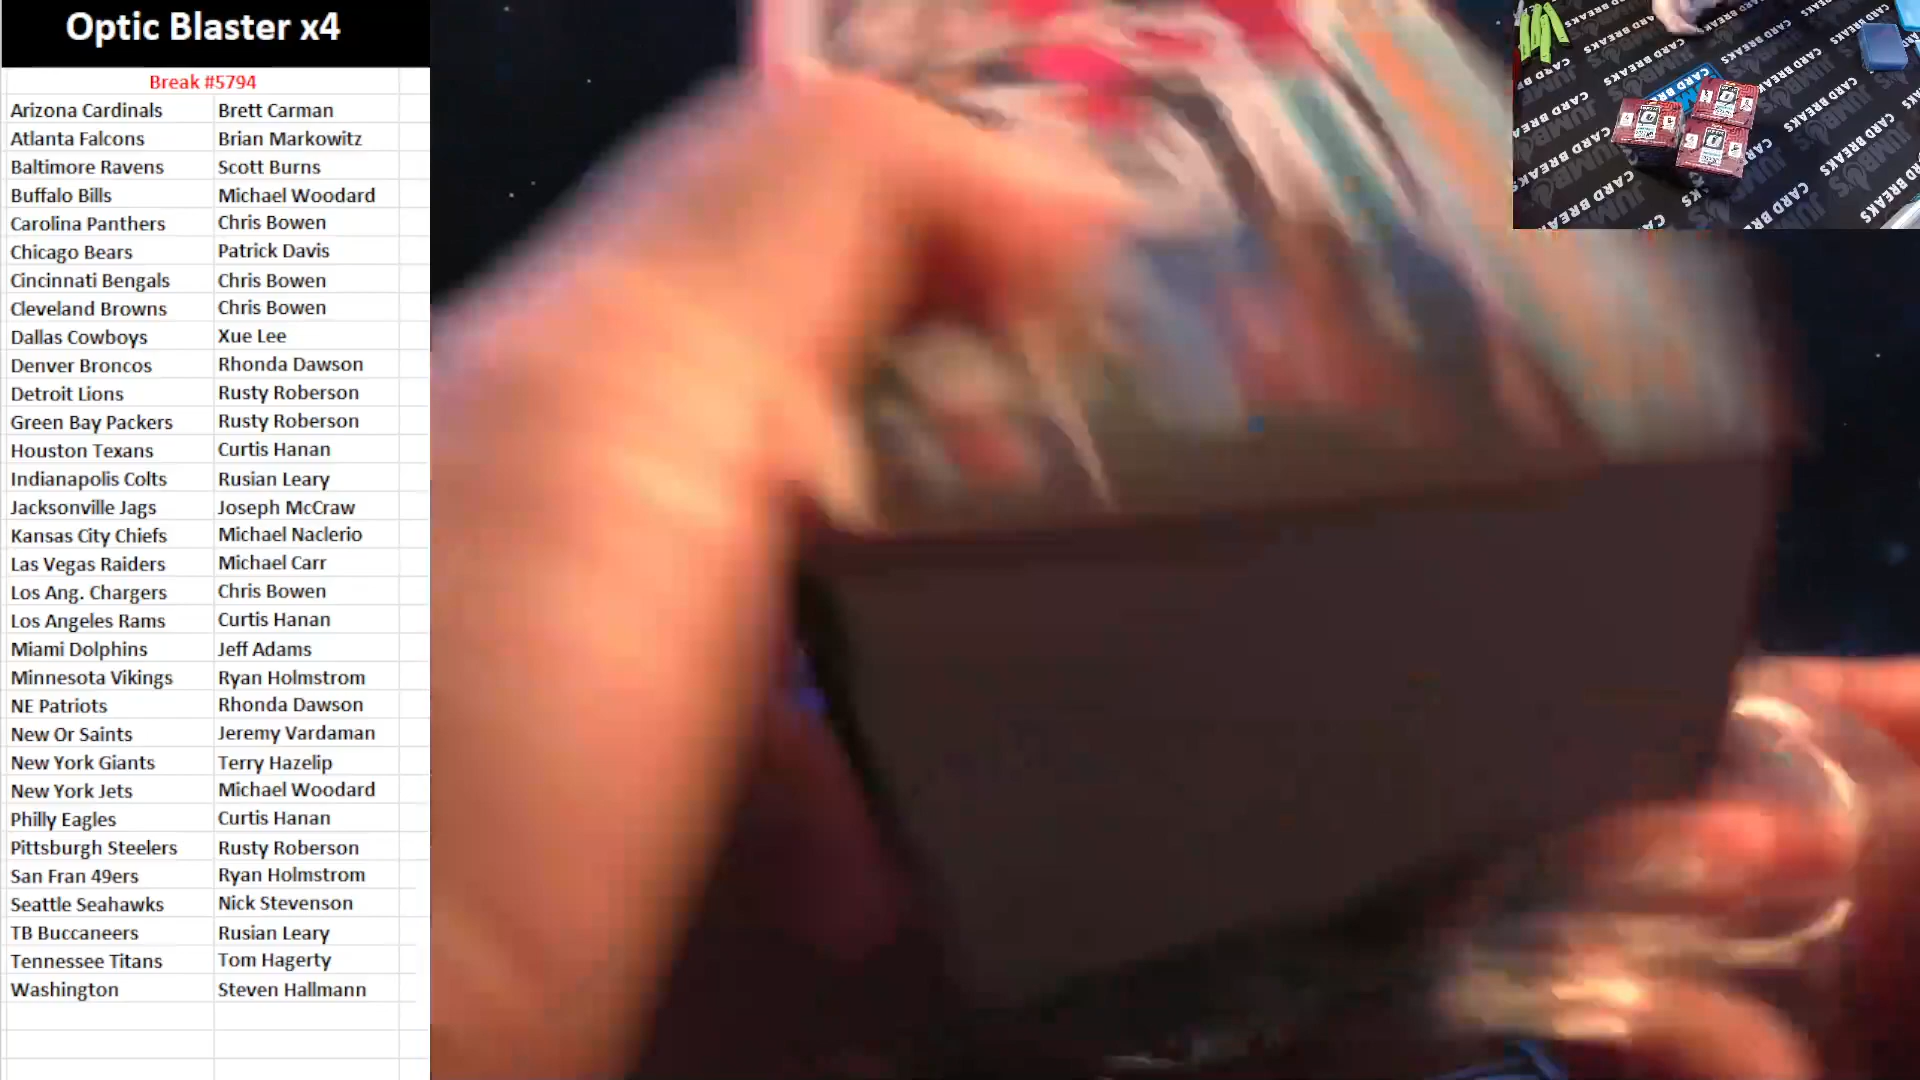 Optic Blaster x4
Break #5794
Arizona Cardinals Brett Carman
Atlanta Falcons Brian Markowitz
Baltimore Ravens Scott Burns
Buffalo Bills Michael Woodard
Carolina Panthers Chris Bowen
Chicago Bears Patrick Davis
Cincinnati Bengals Chris Bowen
Cleveland Browns Chris Bowen
Dallas Cowboys Xue Lee
Denver Broncos Rhonda Dawson
Detroit Lions Rusty Roberson
Green Bay Packers Rusty Roberson
Houston Texans Curtis Hanan
Indianapolis Colts Rusian Leary
Jacksonville Jags Joseph McCraw
Kansas City Chiefs Michael Naclerio
Las Vegas Raiders Michael Carr
Los Ang. Chargers Chris Bowen
Los Angeles Rams Curtis Hanan
Miami Dolphins Jeff Adams
Minnesota Vikings Ryan Holmstrom
NE Patriots Rhonda Dawson
New Or Saints Jeremy Vardaman
New York Giants Terry Hazelip
New York Jets Michael Woodard
Philly Eagles Curtis Hanan
Pittsburgh Steelers Rusty Roberson
San Fran 49ers Ryan Holmstrom
Seattle Seahawks Nick Stevenson
TB Buccaneers Rusian Leary
Tennessee Titans Tom Hagerty
Washington Steven Hallmann
JUMBO'S
CARD BREAKS